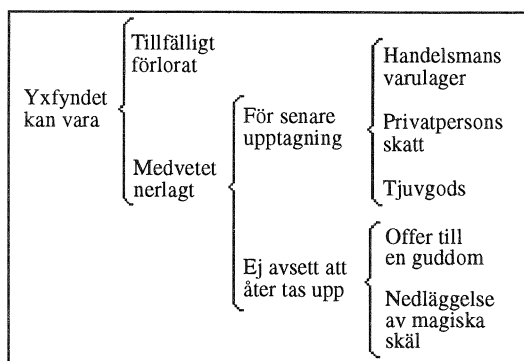 Yxfyndet
kan vara
Tillfälligt
förlorat
Medvetet
nerlagt
För senare
upptagning
Handelsmans
varulager
Privatpersons
skatt
Tjuvgods
Ej avsett att
åter tas upp
Offer till
en guddom
Nedläggelse
av magiska
skäl